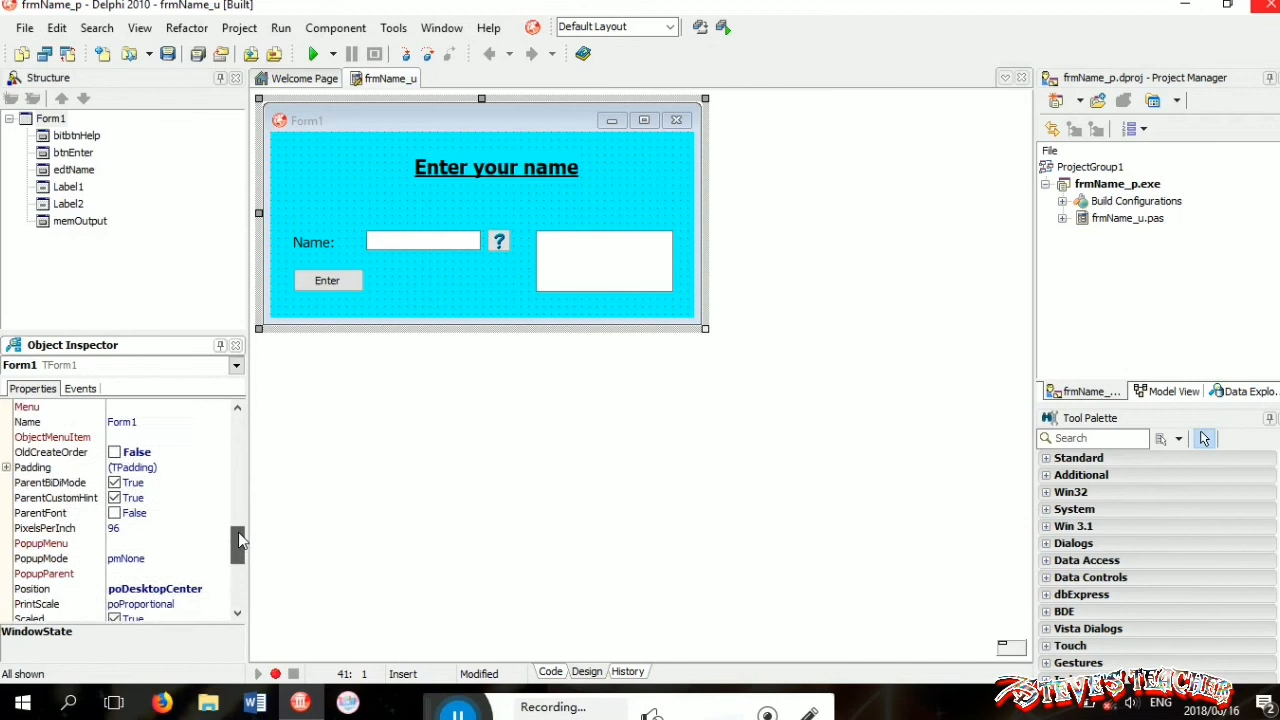 frmName_p - Delphi 2010 - frmName_u [Built]
File Edit Search View Refactor Project Run Component Tools Window Help Default Layout
Structure
Welcome Page frmName_u
frmName_p.dproj - Project Manager
Form1
bitbtnHelp
btnEnter
edtName
Label1
Label2
memOutput
Form1
Enter your name
Name:
?
Enter
File
ProjectGroup1
frmName_p.exe
Build Configurations
frmName_u.pas
Object Inspector
Form1 TForm1
Properties Events
Menu
Name Form1
ObjectMenuItem
OldCreateOrder False
Padding (TPadding)
ParentBiDiMode True
ParentCustomHint True
ParentFont False
PixelsPerInch 96
PopupMenu
PopupMode pmNone
PopupParent
Position poDesktopCenter
PrintScale poProportional
Scaled True
WindowState
All shown
41: 1 Insert Modified Code Design History
frmName_... Model View Data Explo...
Tool Palette
Search
Standard
Additional
Win32
System
Win 3.1
Dialogs
Data Access
Data Controls
dbExpress
BDE
Vista Dialogs
Touch
Gestures
Recording...
ENG
2018/06/16
2